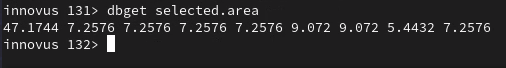 innovus 131> dbget selected.area
47.1744 7.2576 7.2576 7.2576 7.2576 9.072 9.072 5.4432 7.2576
innovus 132>